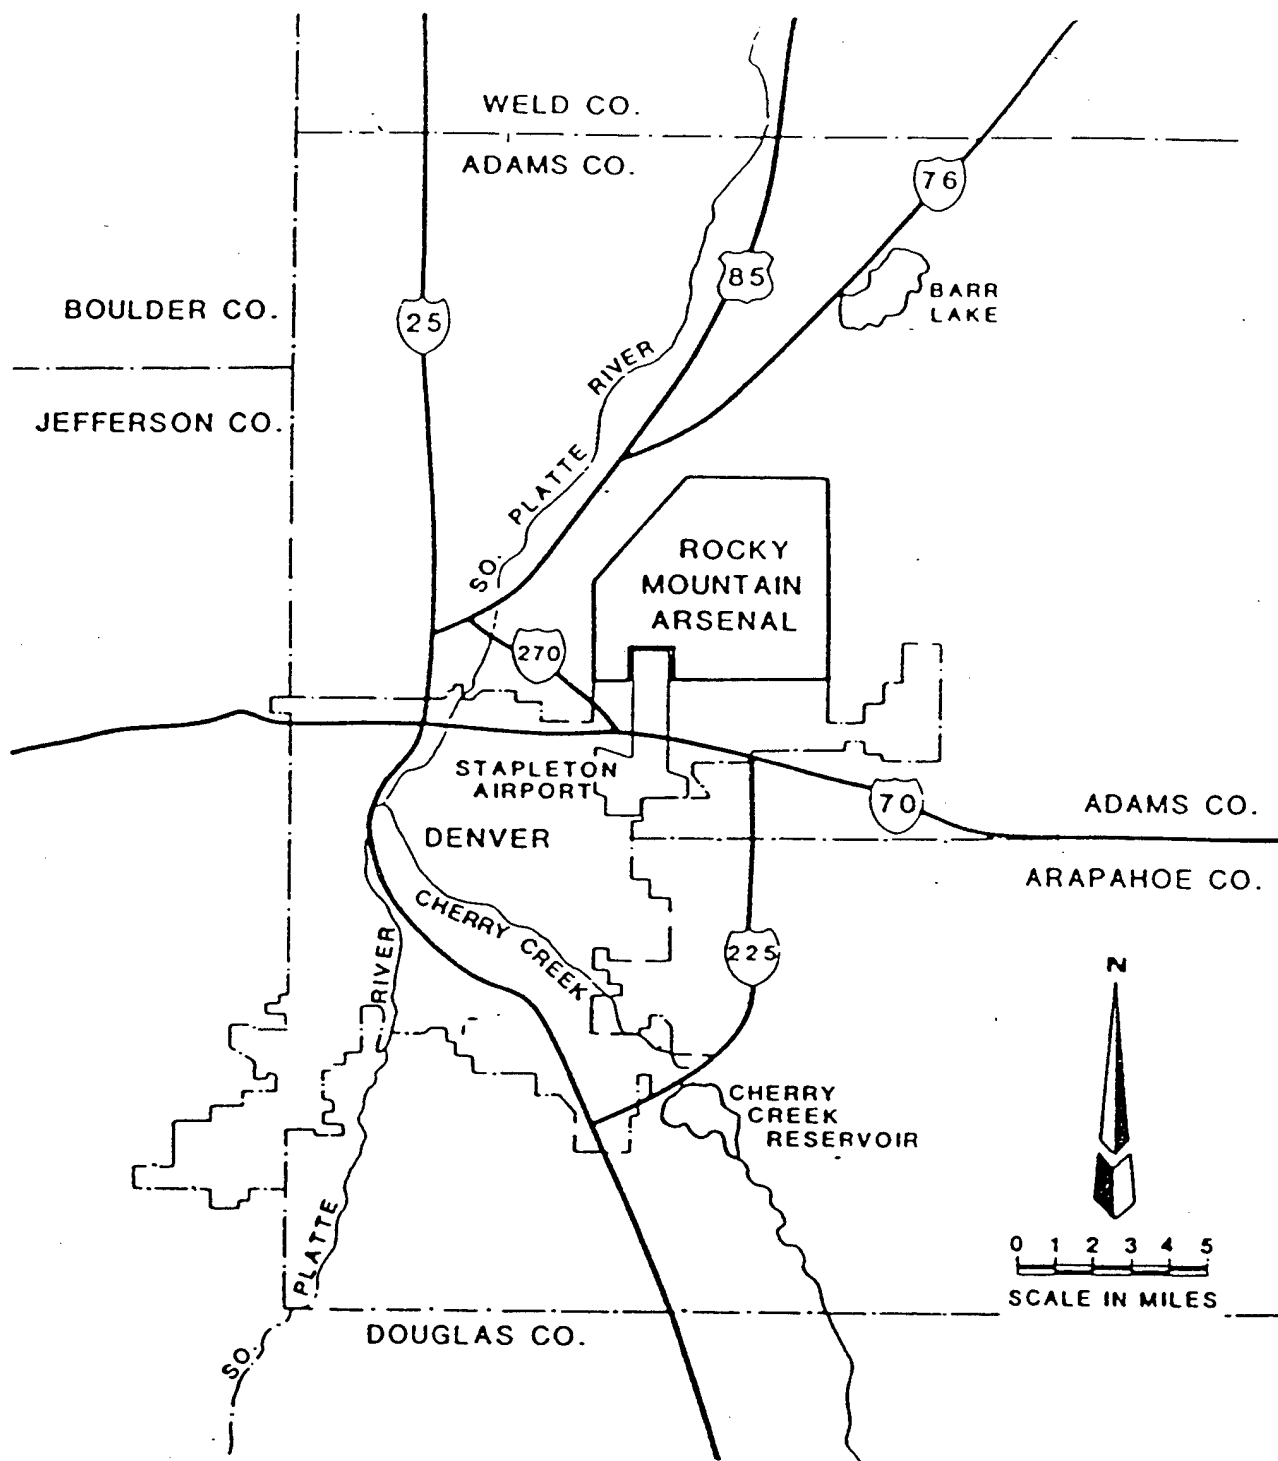 WELD CO.
ADAMS CO.
76
85
BARR
LAKE
BOULDER CO.
25
JEFFERSON CO.
SO. PLATTE RIVER
ROCKY
MOUNTAIN
ARSENAL
270
STAPLETON
AIRPORT
70
ADAMS CO.
DENVER
ARAPAHOE CO.
CHERRY CREEK
225
N
CHERRY
CREEK
RESERVOIR
SO. PLATTE RIVER
0 1 2 3 4 5
SCALE IN MILES
DOUGLAS CO.